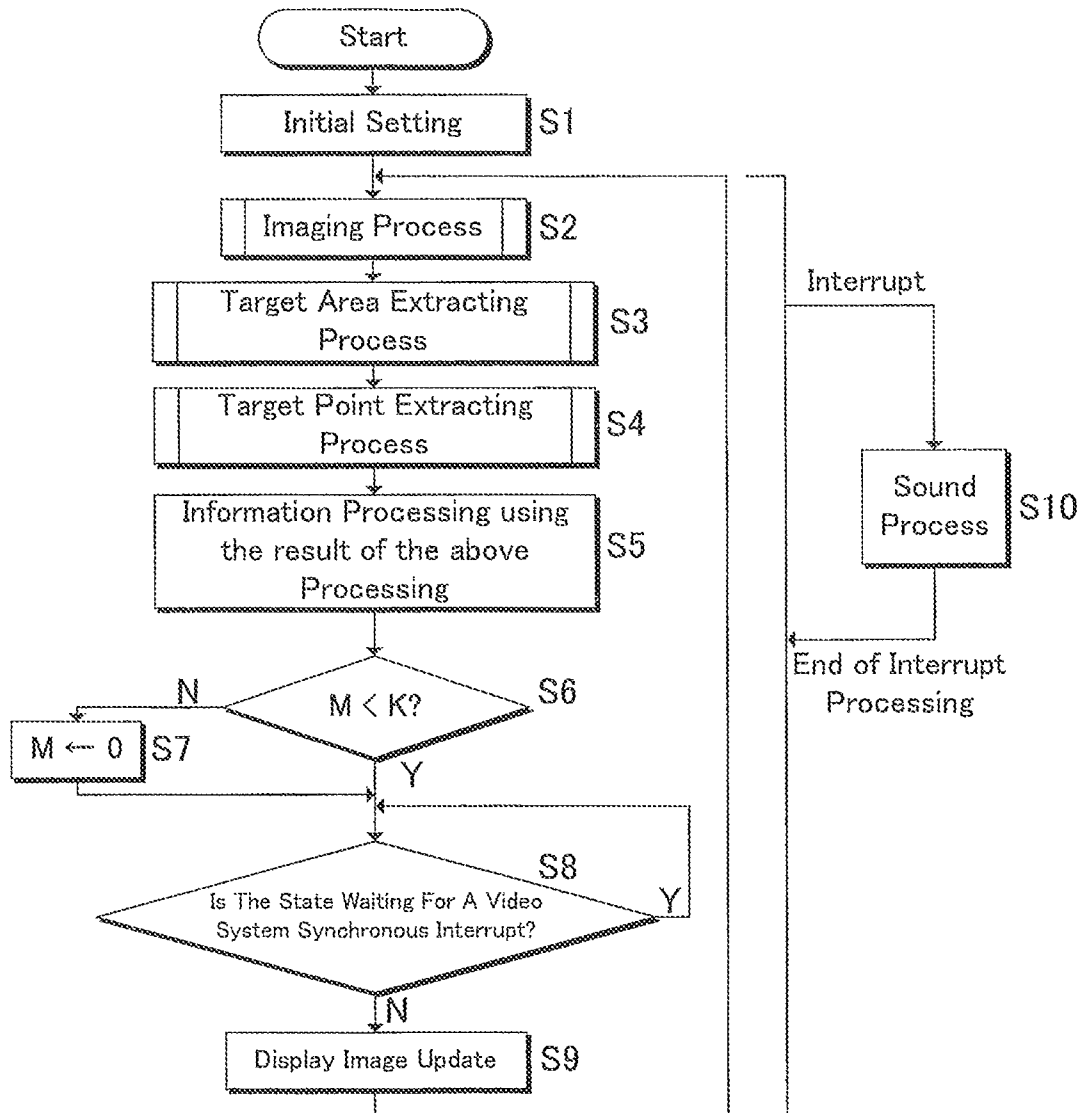 Start
Initial Setting
S1
Imaging Process
S2
Target Area Extracting
Process
S3
Target Point Extracting
Process
S4
Information Processing using
the result of the above
Processing
S5
M < K?
S6
N
Y
M ← 0
S7
S8
Is The State Waiting For A Video
System Synchronous Interrupt?
Y
N
Display Image Update
S9
Interrupt
Sound
Process
S10
End of Interrupt
Processing